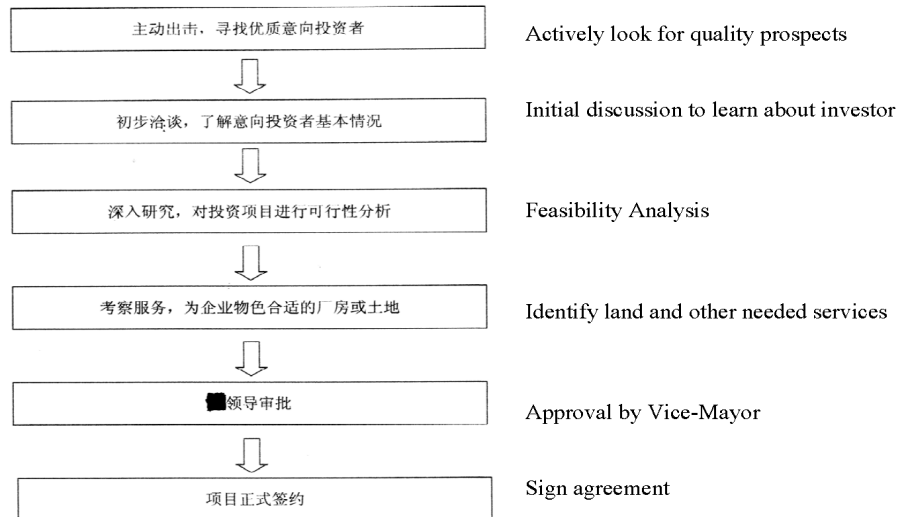 主动出击，寻找优质意向投资者
Actively look for quality prospects
初步洽谈，了解意向投资者基本情况
Initial discussion to learn about investor
深入研究，对投资项目进行可行性分析
Feasibility Analysis
考察服务，为企业物色合适的厂房或土地
Identify land and other needed services
领导审批
Approval by Vice-Mayor
项目正式签约
Sign agreement